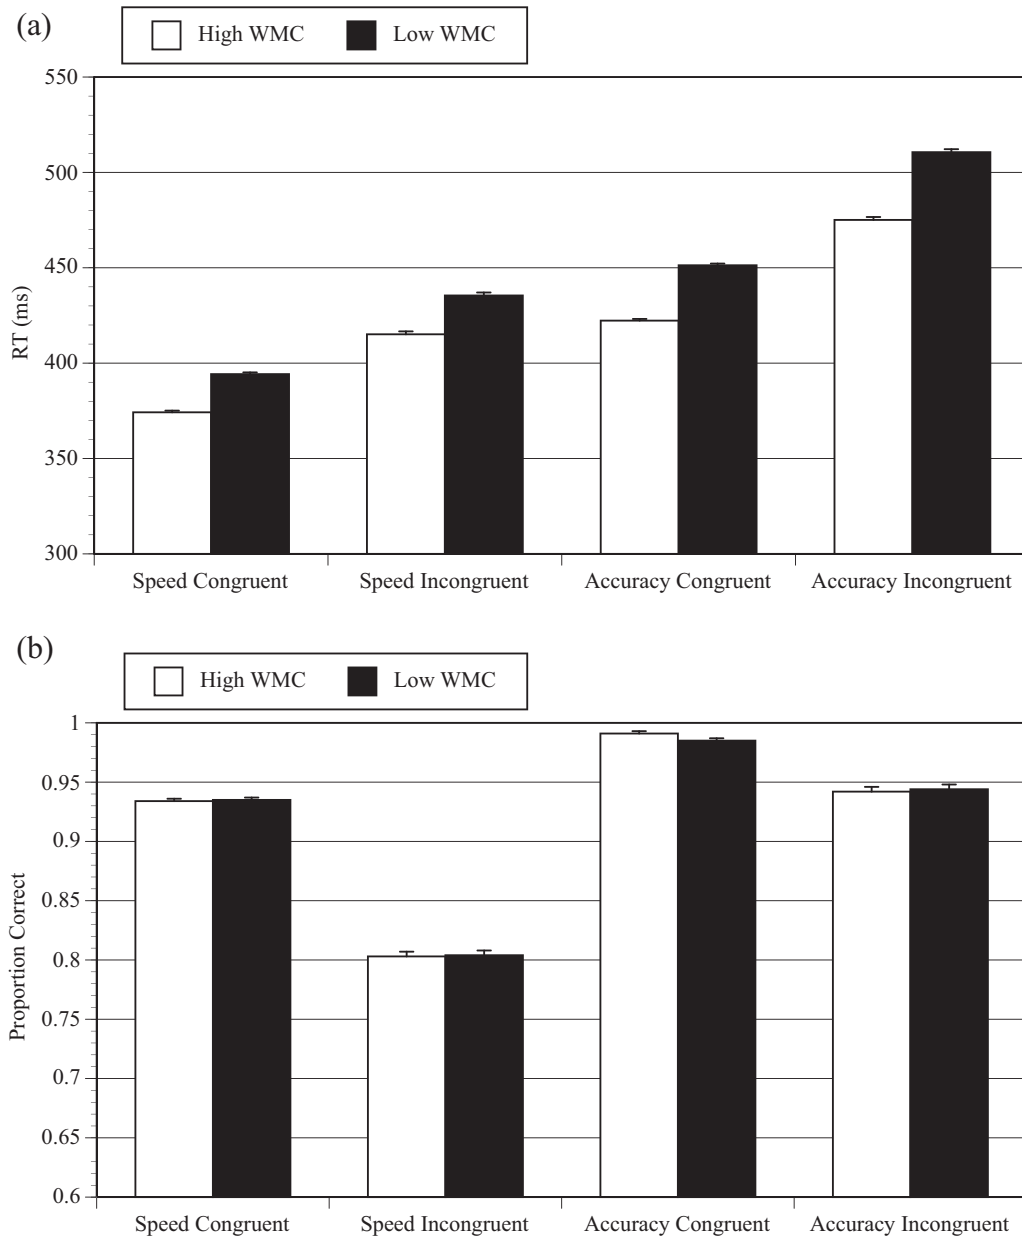 (a)
High WMC Low WMC
550
500
450
400
350
300
RT (ms)
Speed Congruent Speed Incongruent Accuracy Congruent Accuracy Incongruent
(b)
High WMC Low WMC
1
0.95
0.9
0.85
0.8
0.75
0.7
0.65
0.6
Proportion Correct
Speed Congruent Speed Incongruent Accuracy Congruent Accuracy Incongruent